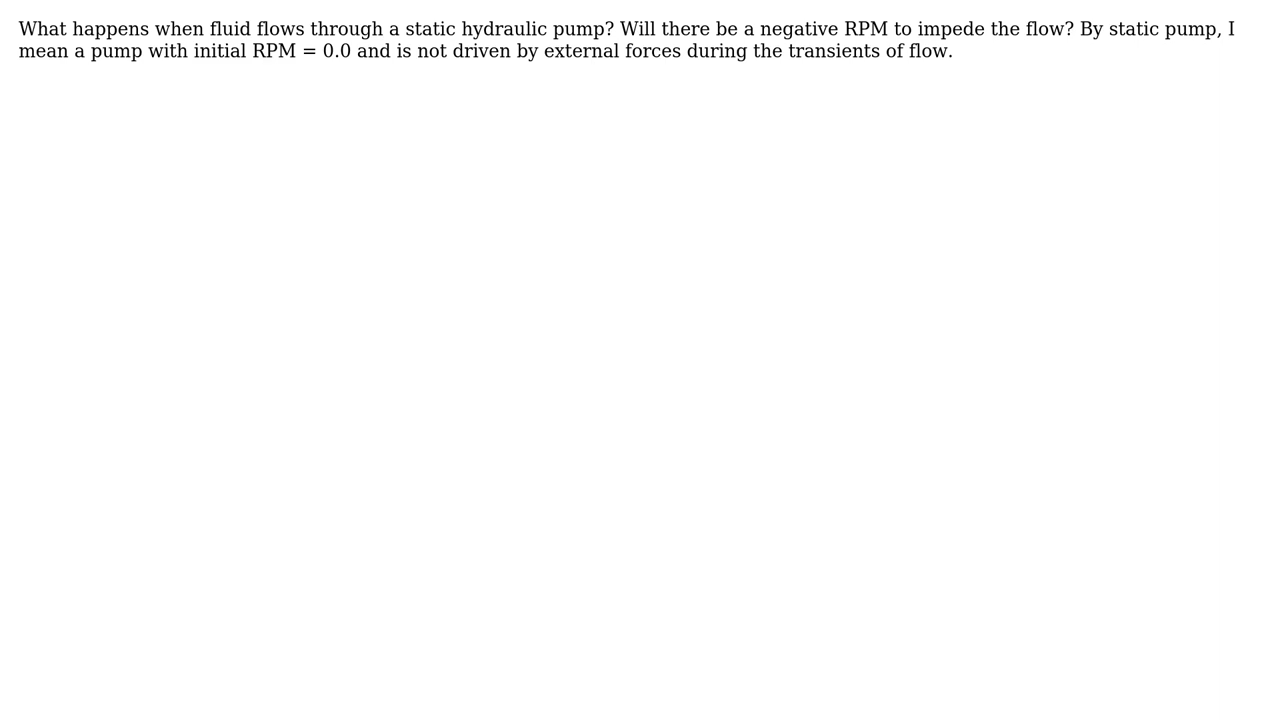 What happens when fluid flows through a static hydraulic pump? Will there be a negative RPM to impede the flow? By static pump, I
mean a pump with initial RPM = 0.0 and is not driven by external forces during the transients of flow.